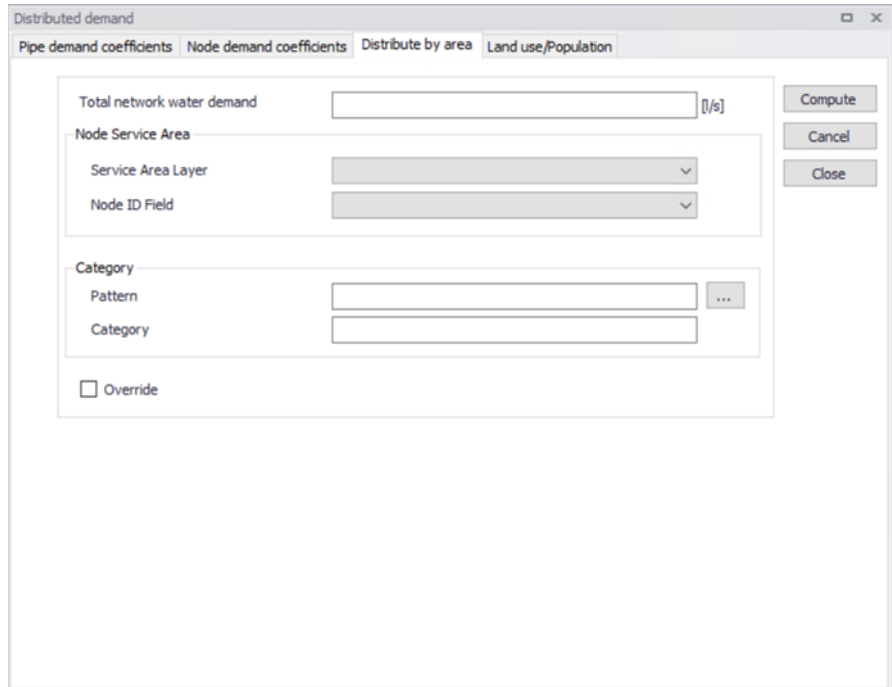 Distributed demand
Pipe demand coefficients Node demand coefficients Distribute by area Land use/Population
Total network water demand [l/s]
Compute
Node Service Area
Cancel
Service Area Layer
Close
Node ID Field
Category
Pattern ...
Category
Override